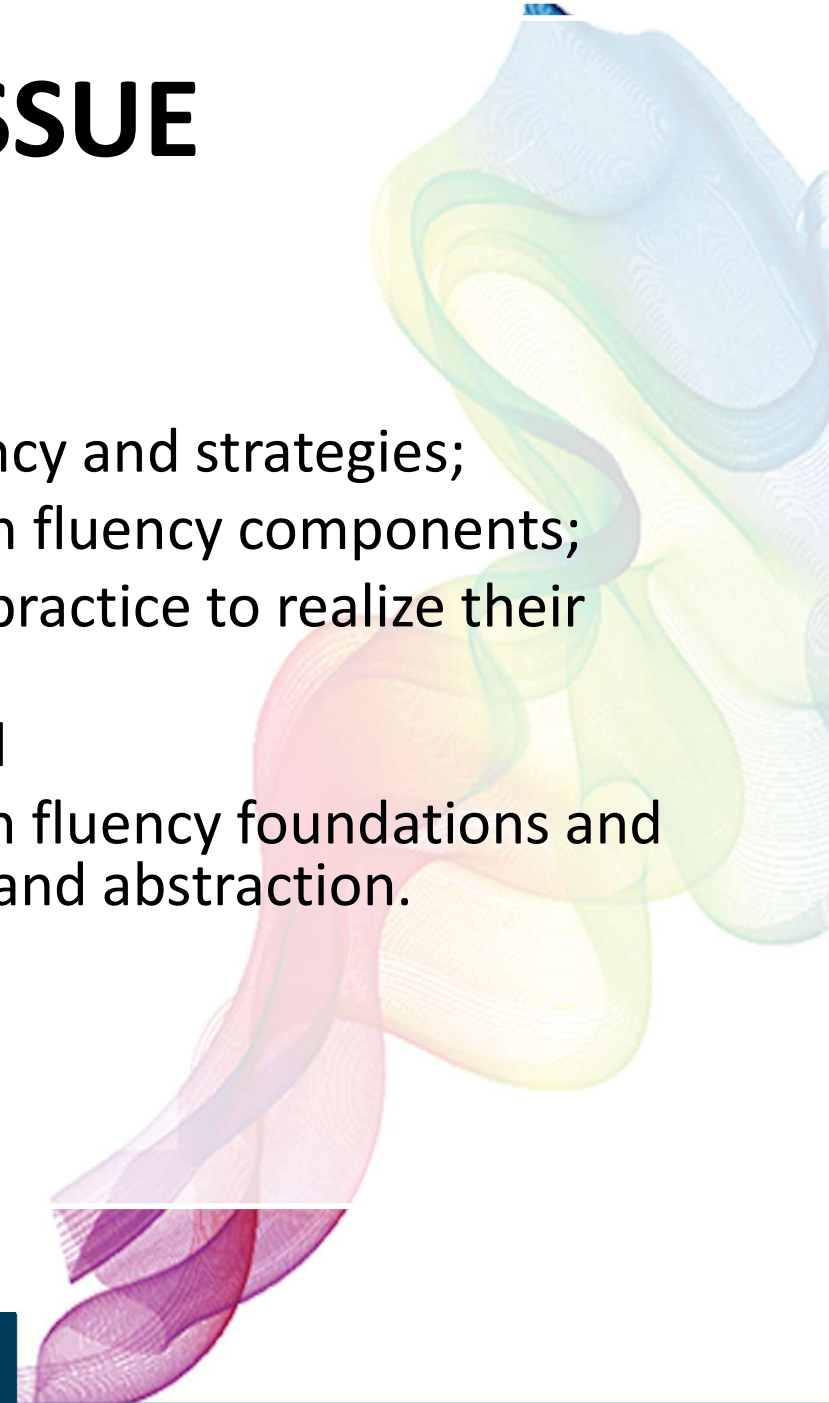 SSUE
ncy and strategies;
n fluency components;
practice to realize their
d
n fluency foundations and
and abstraction.